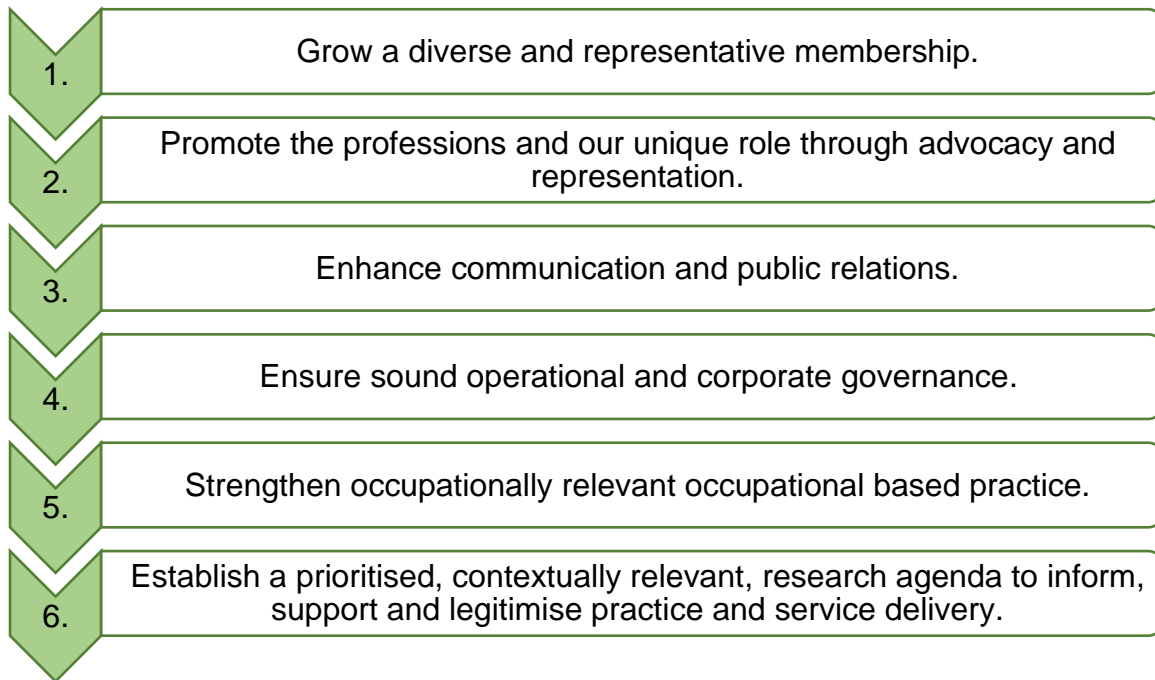 1.
Grow a diverse and representative membership.
2.
Promote the professions and our unique role through advocacy and
representation.
3.
Enhance communication and public relations.
4.
Ensure sound operational and corporate governance.
5.
Strengthen occupationally relevant occupational based practice.
6.
Establish a prioritised, contextually relevant, research agenda to inform,
support and legitimise practice and service delivery.